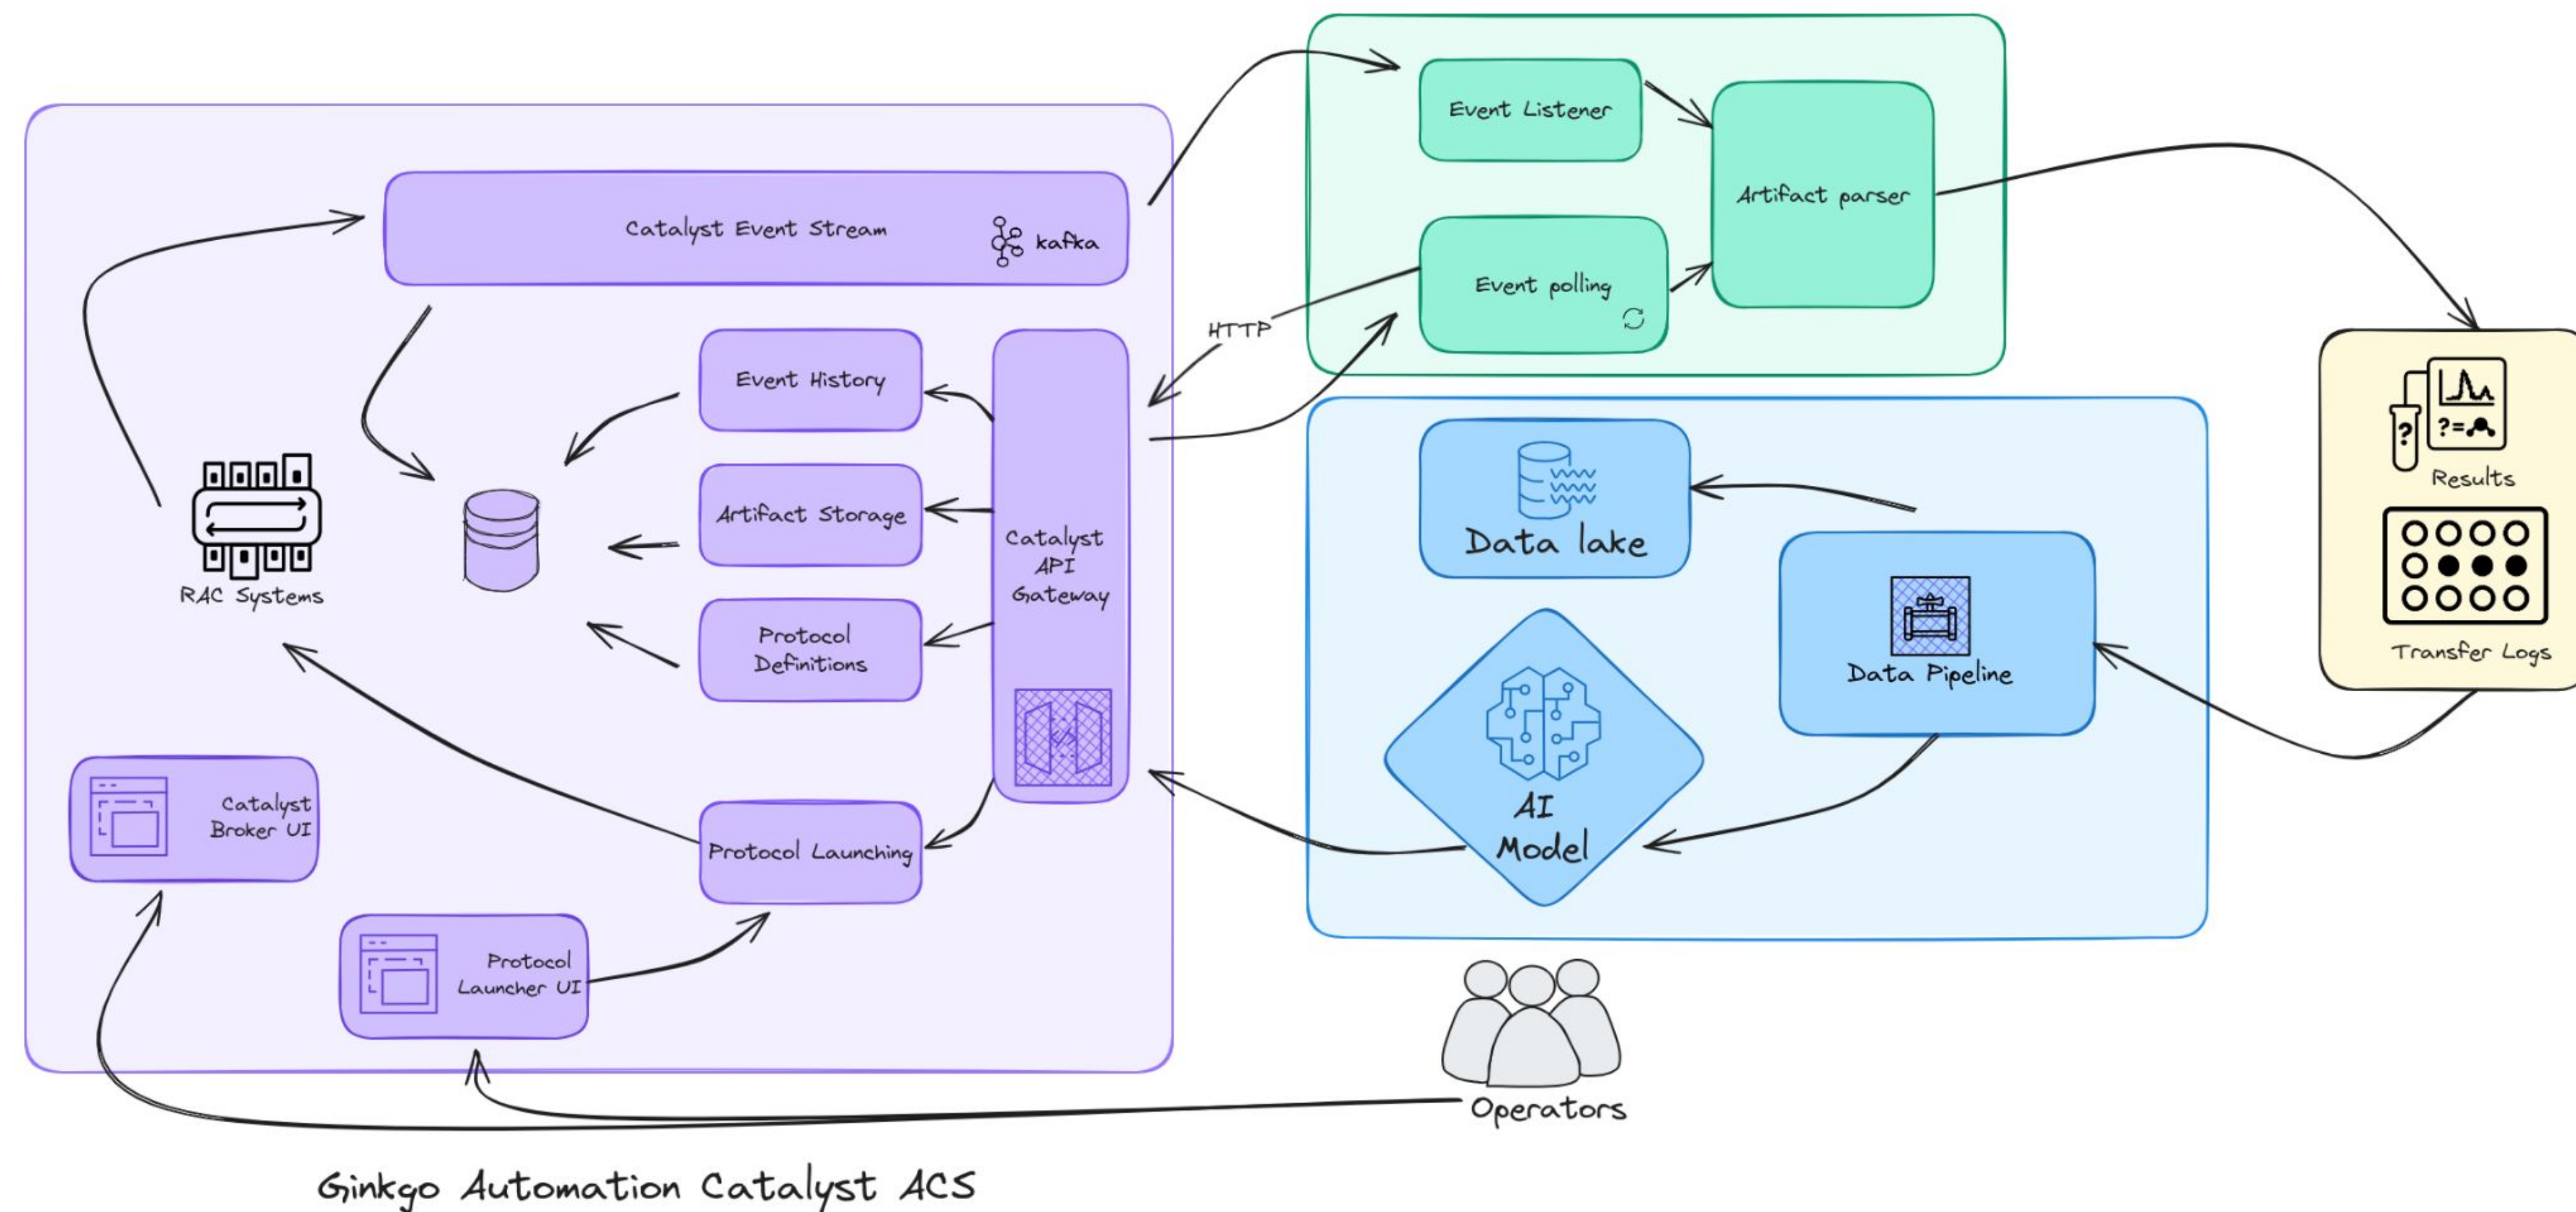 Event Listener
Artifact parser
Catalyst Event Stream
kafka
Event polling
HTTP
Event History
Results
Artifact Storage
Data lake
Catalyst
API
Gateway
RAC Systems
Protocol
Definitions
Transfer Logs
Data Pipeline
?
?=
</>
Catalyst
Broker UI
AI
Model
Protocol Launching
Protocol
Launcher UI
Operators
Ginkgo Automation Catalyst ACS